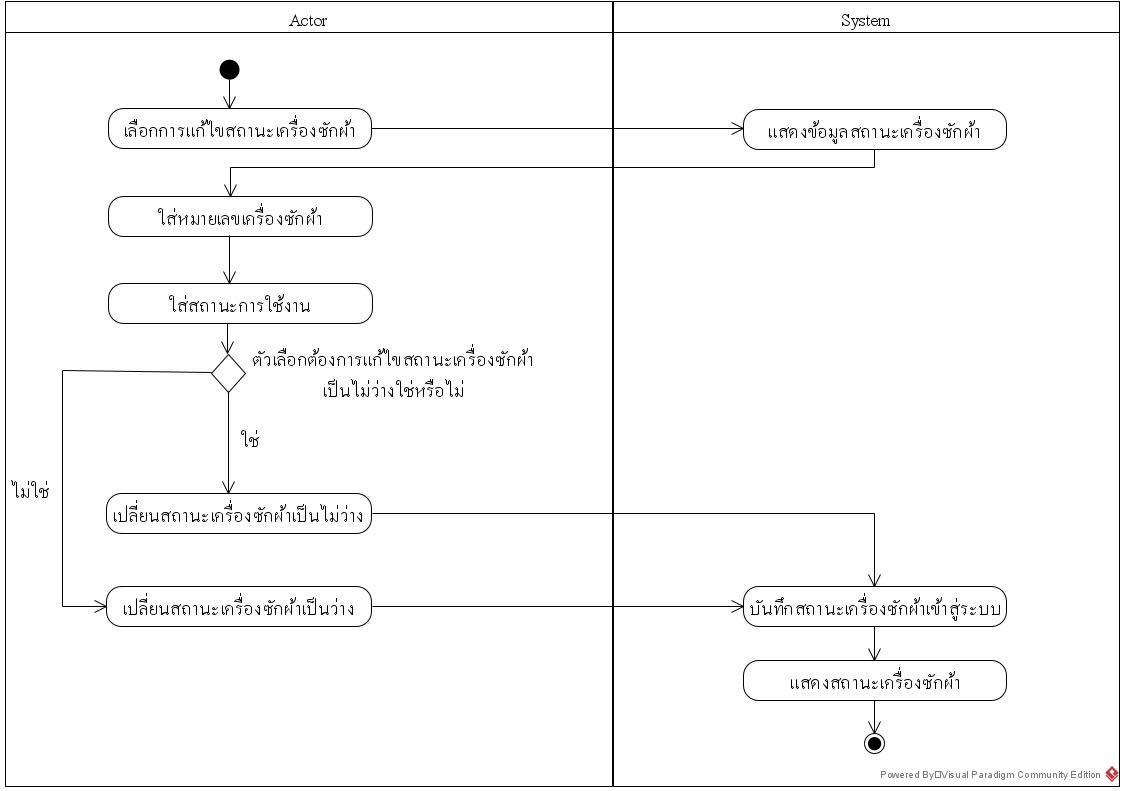 Actor
System
เลือกการแก้ไขสถานะเครื่องซักผ้า
แสดงข้อมูลสถานะเครื่องซักผ้า
ใส่หมายเลขเครื่องซักผ้า
ใส่สถานะการใช้งาน
ตัวเลือกต้องการแก้ไขสถานะเครื่องซักผ้า
เป็นไม่ว่างใช่หรือไม่
ใช่
ไม่ใช่
เปลี่ยนสถานะเครื่องซักผ้าเป็นไม่ว่าง
เปลี่ยนสถานะเครื่องซักผ้าเป็นว่าง
บันทึกสถานะเครื่องซักผ้าเข้าสู่ระบบ
แสดงสถานะเครื่องซักผ้า
Powered By□Visual Paradigm Community Edition